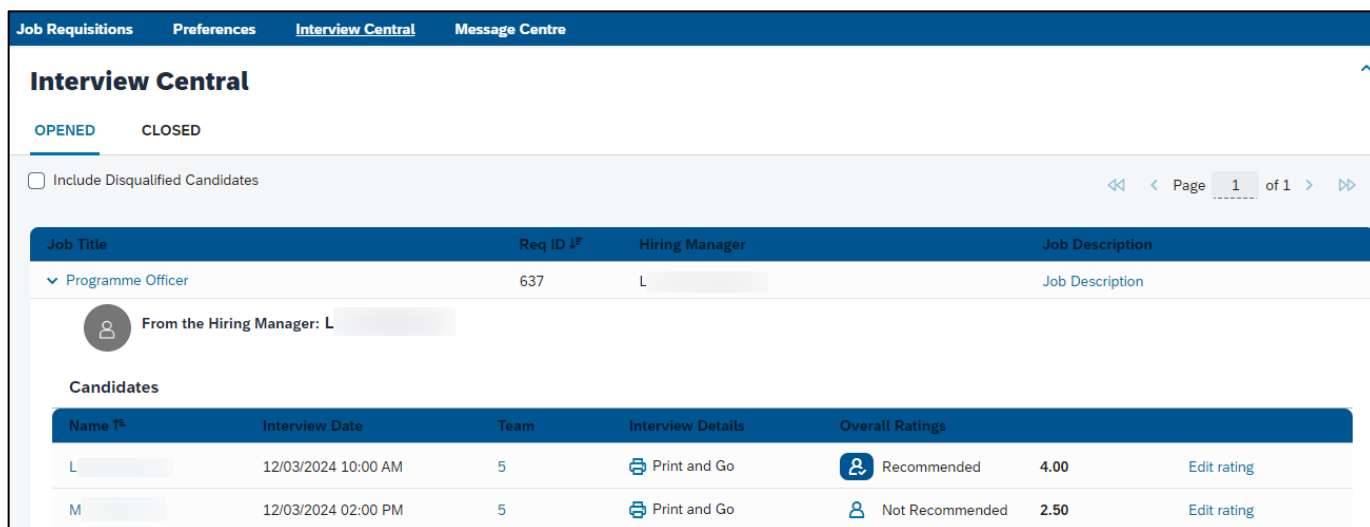 Job Requisitions Preferences Interview Central Message Centre
Interview Central
OPENED CLOSED
Include Disqualified Candidates Page 1 of 1
Job Title Req ID Hiring Manager Job Description
Programme Officer 637 L Job Description
From the Hiring Manager: L
Candidates
Name Interview Date Team Interview Details Overall Ratings
L 12/03/2024 10:00 AM 5 Print and Go Recommended 4.00 Edit rating
M 12/03/2024 02:00 PM 5 Print and Go Not Recommended 2.50 Edit rating